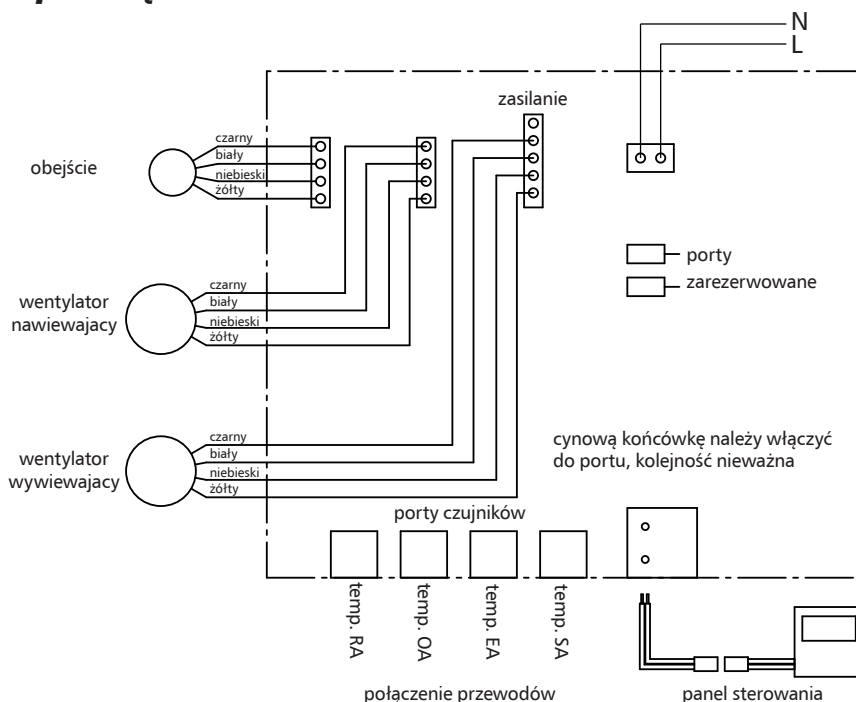 N
L
zasilanie
obejście
czarny
biały
niebieski
żółty
porty
zarezerwowane
wentylator
nawiewajacy
czarny
biały
niebieski
żółty
wentylator
wywiewajacy
czarny
biały
niebieski
żółty
cynową końcówkę należy włączyć
do portu, kolejność nieważna
porty czujników
temp. RA
temp. OA
temp. EA
temp. SA
połączenie przewodów
panel sterowania